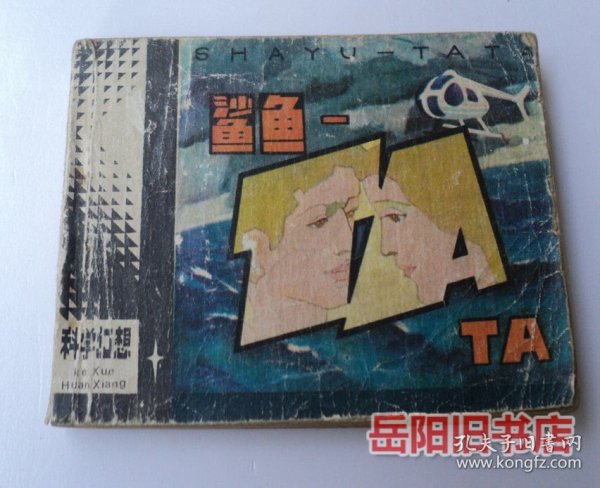 SHAYU-TATA
鲨鱼-
TA
TA
科学幻想
Ke Xue
Huan Xiang
岳阳旧书店
孔夫子旧书网
www.kongfz.com